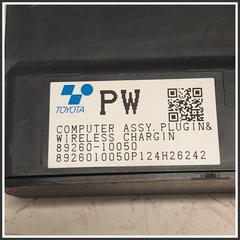 PW
TOYOTA
COMPUTER ASSY, PLUGIN&
WIRELESS CHARGIN
89260-10050
8926010050P124H26242